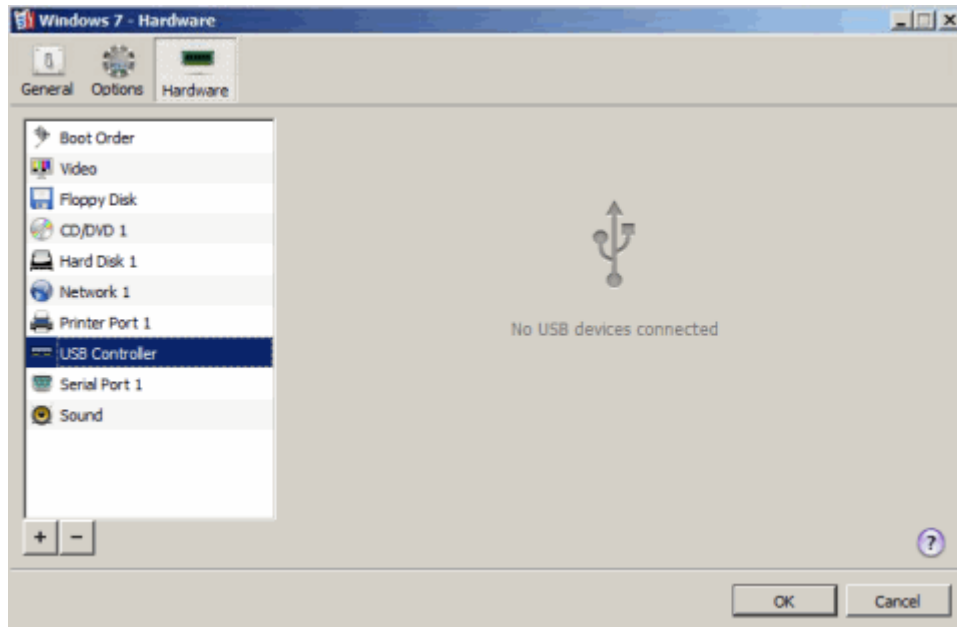 Windows 7 - Hardware
General Options Hardware
Boot Order
Video
Floppy Disk
CD/DVD 1
Hard Disk 1
Network 1
Printer Port 1
USB Controller
Serial Port 1
Sound
No USB devices connected
+ −
?
OK Cancel